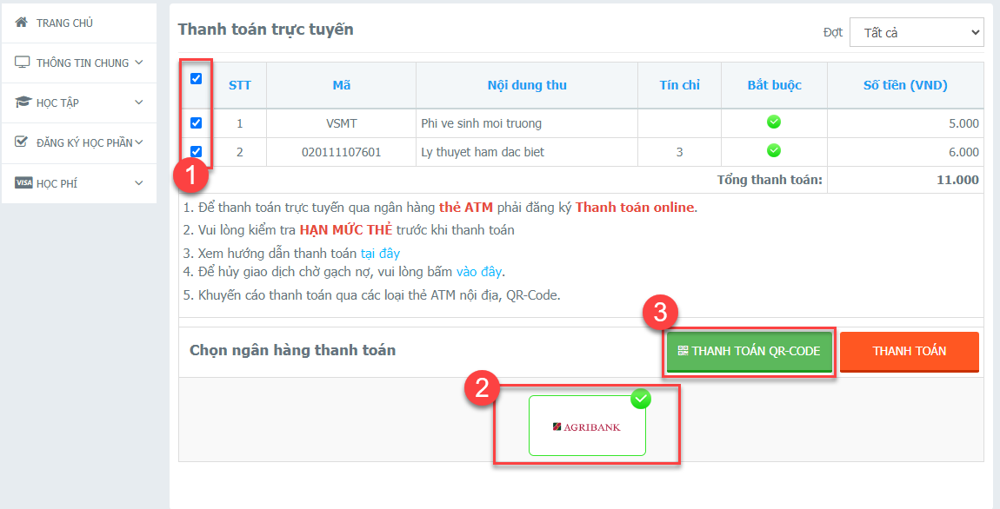 TRANG CHỦ
THÔNG TIN CHUNG
HỌC TẬP
ĐĂNG KÝ HỌC PHẦN
VISA HỌC PHÍ
Thanh toán trực tuyến
Đợt Tất cả
STT Mã Nội dung thu Tín chỉ Bắt buộc Số tiền (VND)
1 VSMT Phi ve sinh moi truong 5.000
2 020111107601 Ly thuyet ham dac biet 3 6.000
1
Tổng thanh toán: 11.000
1. Để thanh toán trực tuyến qua ngân hàng thẻ ATM phải đăng ký Thanh toán online.
2. Vui lòng kiểm tra HẠN MỨC THẺ trước khi thanh toán
3. Xem hướng dẫn thanh toán tại đây
4. Để hủy giao dịch chờ gạch nợ, vui lòng bấm vào đây.
5. Khuyến cáo thanh toán qua các loại thẻ ATM nội địa, QR-Code.
3
Chọn ngân hàng thanh toán THANH TOÁN QR-CODE THANH TOÁN
2
AGRIBANK